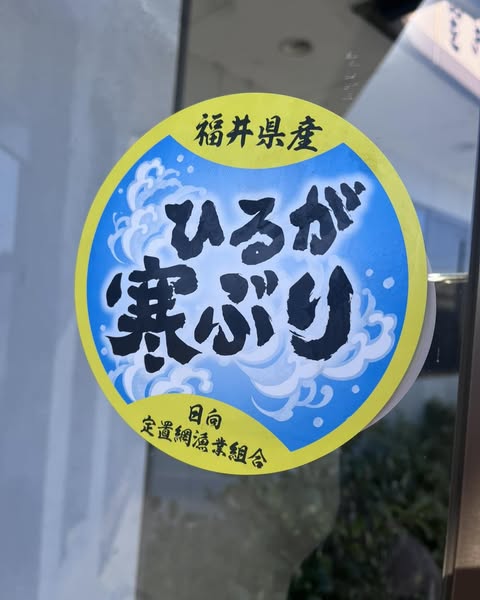 福井県産
ひるが
寒ぶり
日向
定置網漁業組合